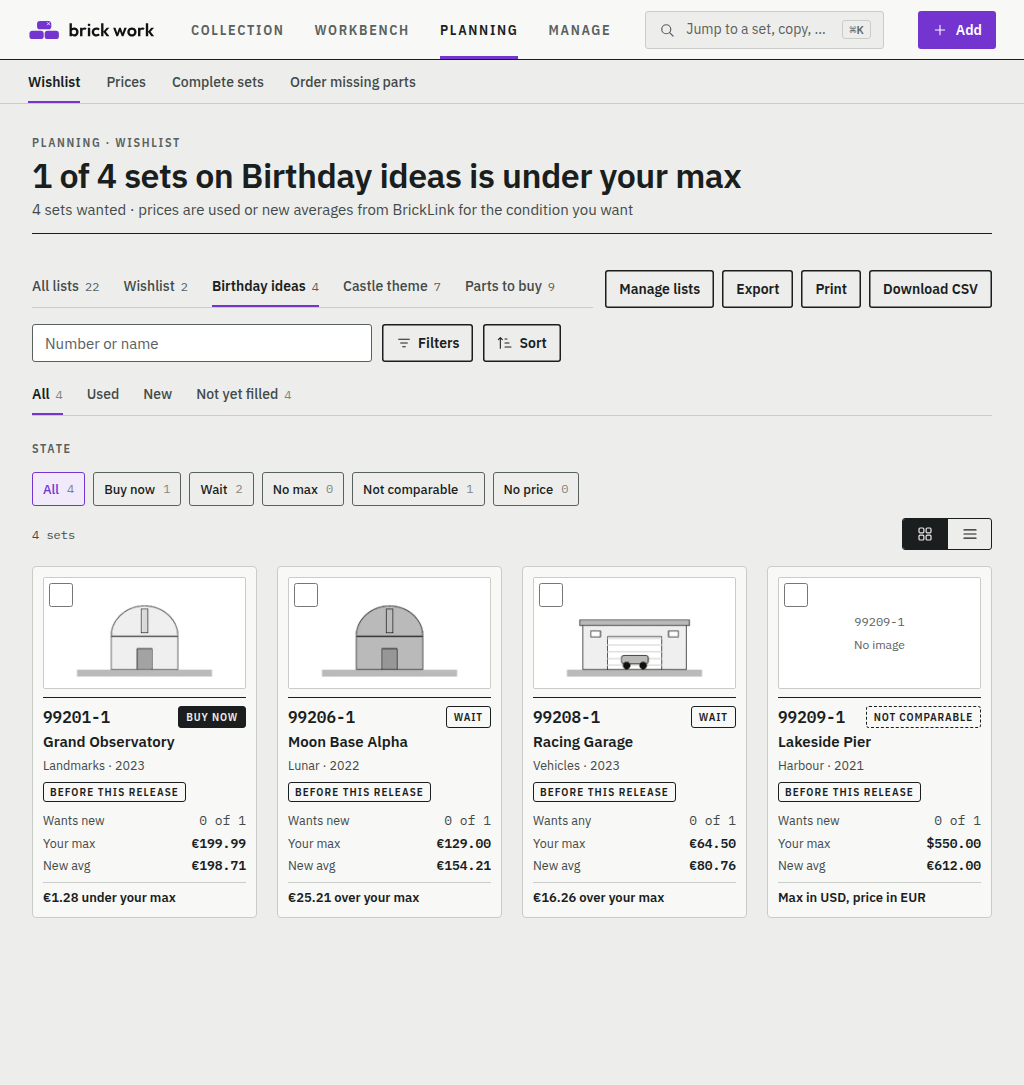 brick work COLLECTION WORKBENCH PLANNING MANAGE Jump to a set, copy, ... ⌘K + Add
Wishlist Prices Complete sets Order missing parts
PLANNING · WISHLIST
1 of 4 sets on Birthday ideas is under your max
4 sets wanted · prices are used or new averages from BrickLink for the condition you want
All lists 22 Wishlist 2 Birthday ideas 4 Castle theme 7 Parts to buy 9 Manage lists Export Print Download CSV
Number or name Filters Sort
All 4 Used New Not yet filled 4
STATE
All 4 Buy now 1 Wait 2 No max 0 Not comparable 1 No price 0
4 sets
99201-1 BUY NOW
Grand Observatory
Landmarks · 2023
BEFORE THIS RELEASE
Wants new 0 of 1
Your max €199.99
New avg €198.71
€1.28 under your max
99206-1 WAIT
Moon Base Alpha
Lunar · 2022
BEFORE THIS RELEASE
Wants new 0 of 1
Your max €129.00
New avg €154.21
€25.21 over your max
99208-1 WAIT
Racing Garage
Vehicles · 2023
BEFORE THIS RELEASE
Wants any 0 of 1
Your max €64.50
New avg €80.76
€16.26 over your max
99209-1
No image
99209-1 NOT COMPARABLE
Lakeside Pier
Harbour · 2021
BEFORE THIS RELEASE
Wants new 0 of 1
Your max $550.00
New avg €612.00
Max in USD, price in EUR